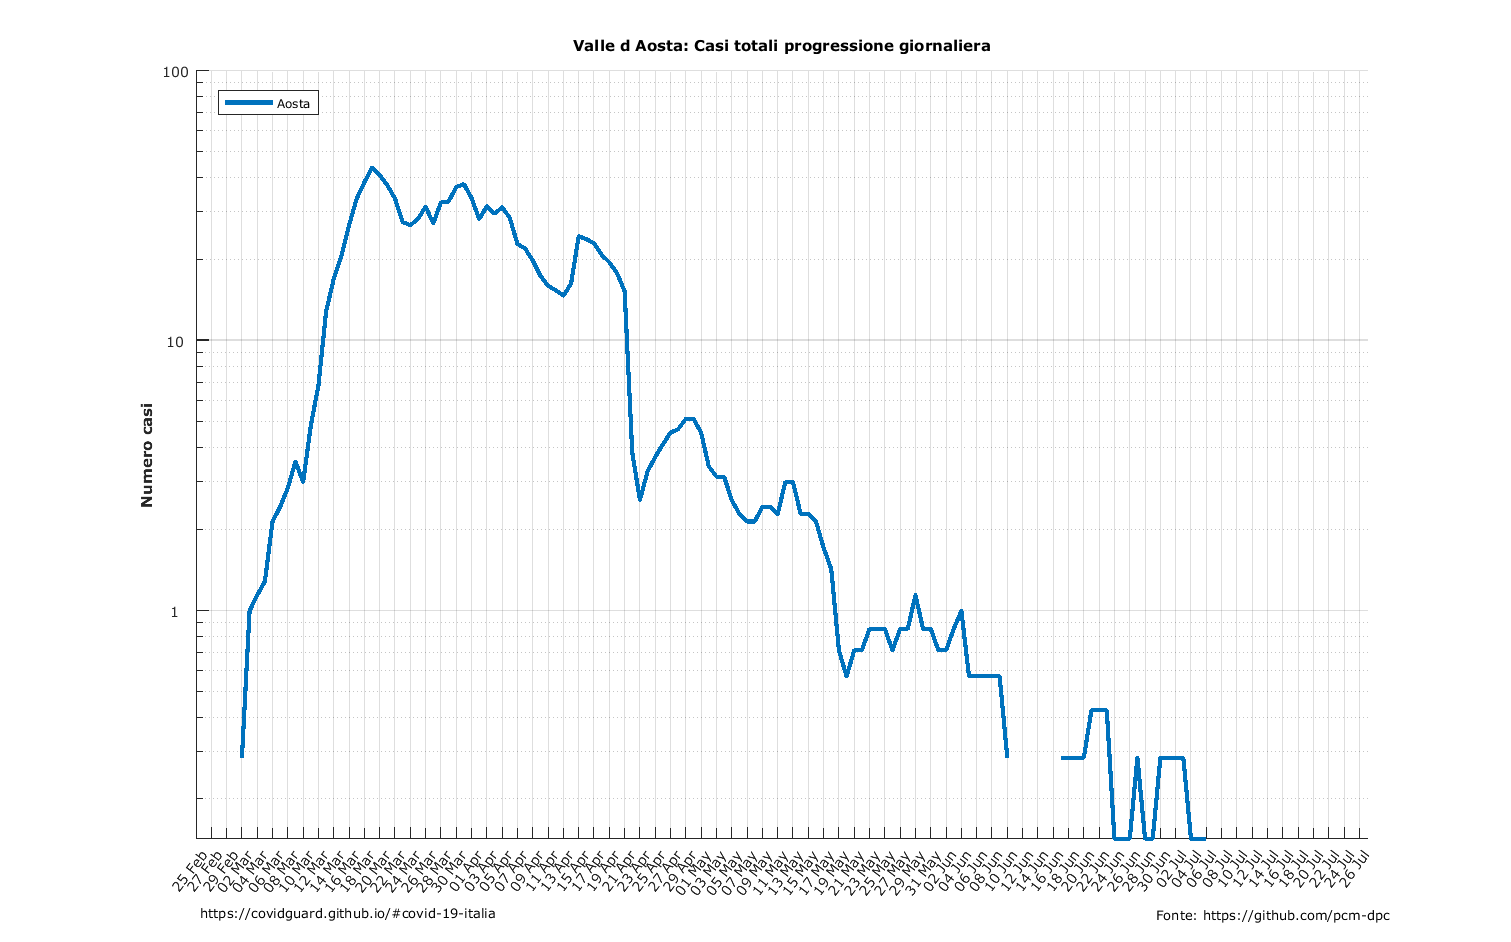 Valle d Aosta: Casi totali progressione giornaliera
100
Aosta
10
Numero casi
1
25 Feb
27 Feb
29 Feb
02 Mar
04 Mar
06 Mar
08 Mar
10 Mar
12 Mar
14 Mar
16 Mar
18 Mar
20 Mar
22 Mar
24 Mar
26 Mar
28 Mar
30 Mar
01 Apr
03 Apr
05 Apr
07 Apr
09 Apr
11 Apr
13 Apr
15 Apr
17 Apr
19 Apr
21 Apr
23 Apr
25 Apr
27 Apr
29 Apr
01 May
03 May
05 May
07 May
09 May
11 May
13 May
15 May
17 May
19 May
21 May
23 May
25 May
27 May
29 May
31 May
02 Jun
04 Jun
06 Jun
08 Jun
10 Jun
12 Jun
14 Jun
16 Jun
18 Jun
20 Jun
22 Jun
24 Jun
26 Jun
28 Jun
30 Jun
02 Jul
04 Jul
06 Jul
08 Jul
10 Jul
12 Jul
14 Jul
16 Jul
18 Jul
20 Jul
22 Jul
24 Jul
26 Jul
https://covidguard.github.io/#covid-19-italia
Fonte: https://github.com/pcm-dpc